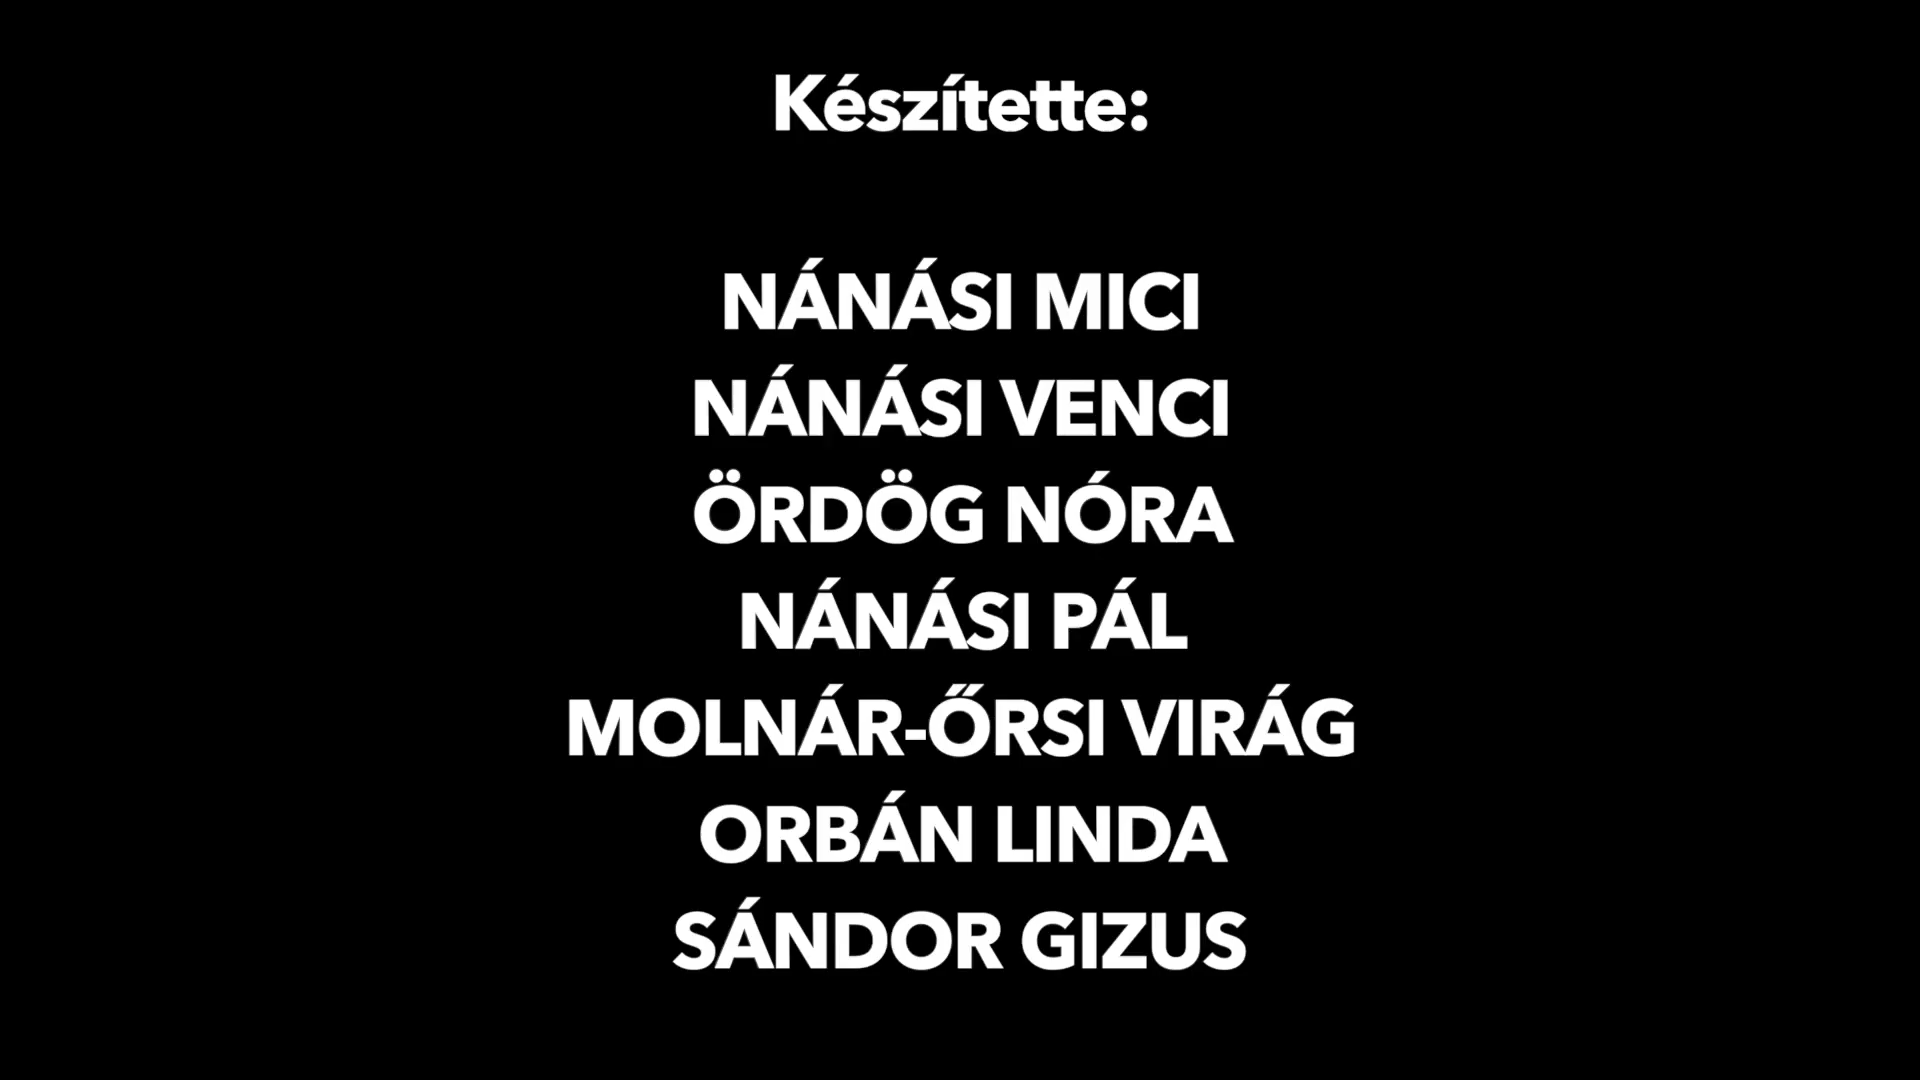 Készítette:
NÁNÁSI MICI
NÁNÁSI VENCI
ÖRDÖG NÓRA
NÁNÁSI PÁL
MOLNÁR-ŐRSI VIRÁG
ORBÁN LINDA
SÁNDOR GIZUS